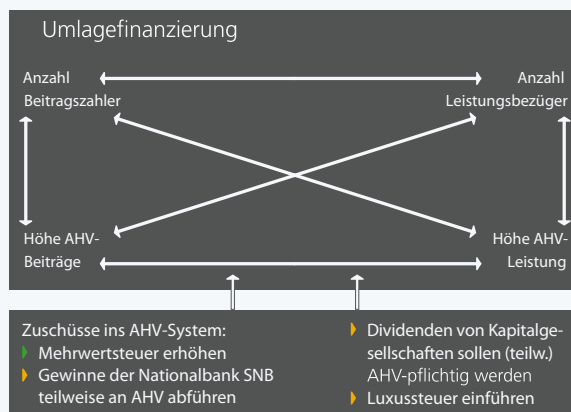 Umlagefinanzierung
Anzahl
Beitragszahler
Anzahl
Leistungsbezüger
Höhe AHV-
Beiträge
Höhe AHV-
Leistung
Zuschüsse ins AHV-System:
Mehrwertsteuer erhöhen
Gewinne der Nationalbank SNB
teilweise an AHV abführen
Dividenden von Kapitalge-
sellschaften sollen (teilw.)
AHV-pflichtig werden
Luxussteuer einführen